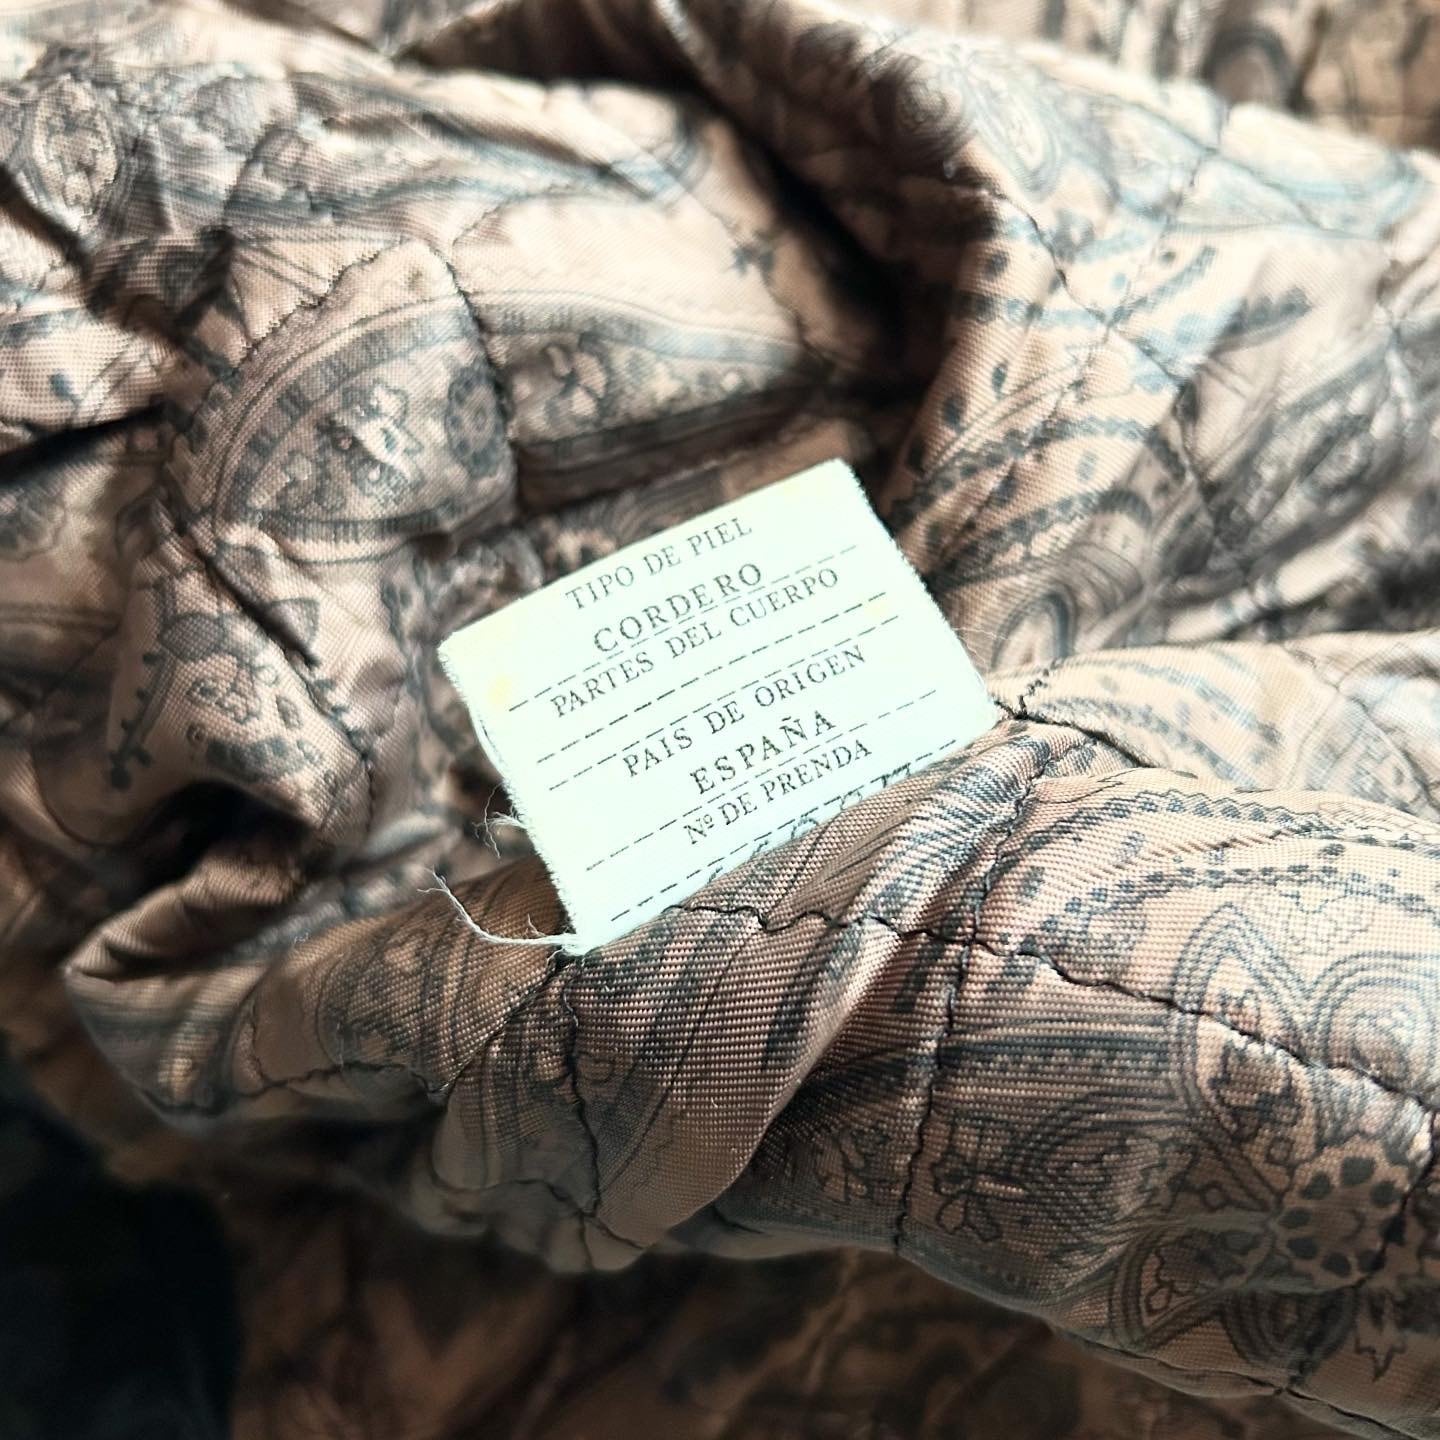 TIPO DE PIEL
CORDERO
PARTES DEL CUERPO
PAIS DE ORIGEN
ESPAÑA
Nº DE PRENDA